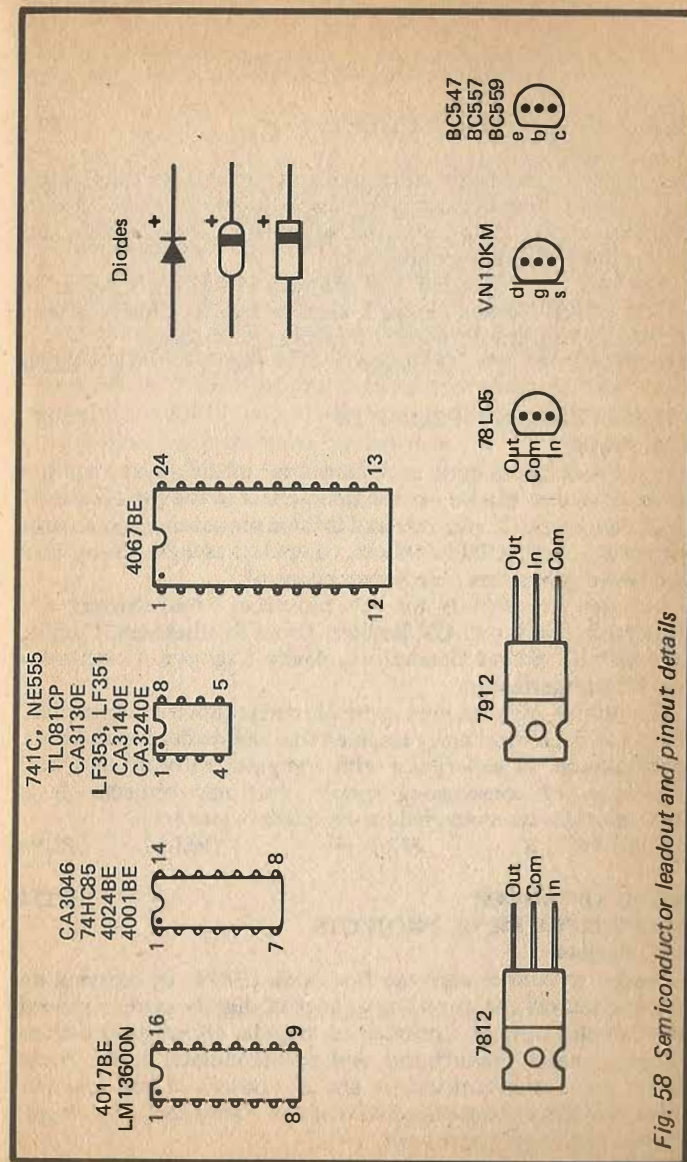 4017BE
LM13600N
1 16
8 9
CA3046
74HC85
4024BE
4001BE
1 14
7 8
741C, NE555
TL081CP
CA3130E
LF353, LF351
CA3140E
CA3240E
1 8
4 5
4067BE
1 24
12 13
Diodes
+
+
+
7812
Out
Com
In
7912
Out
In
Com
78L05
Out
Com
In
VN10KM
d
g
s
BC547
BC557
BC559
e
b
c
Fig. 58 Semiconductor leadout and pinout details